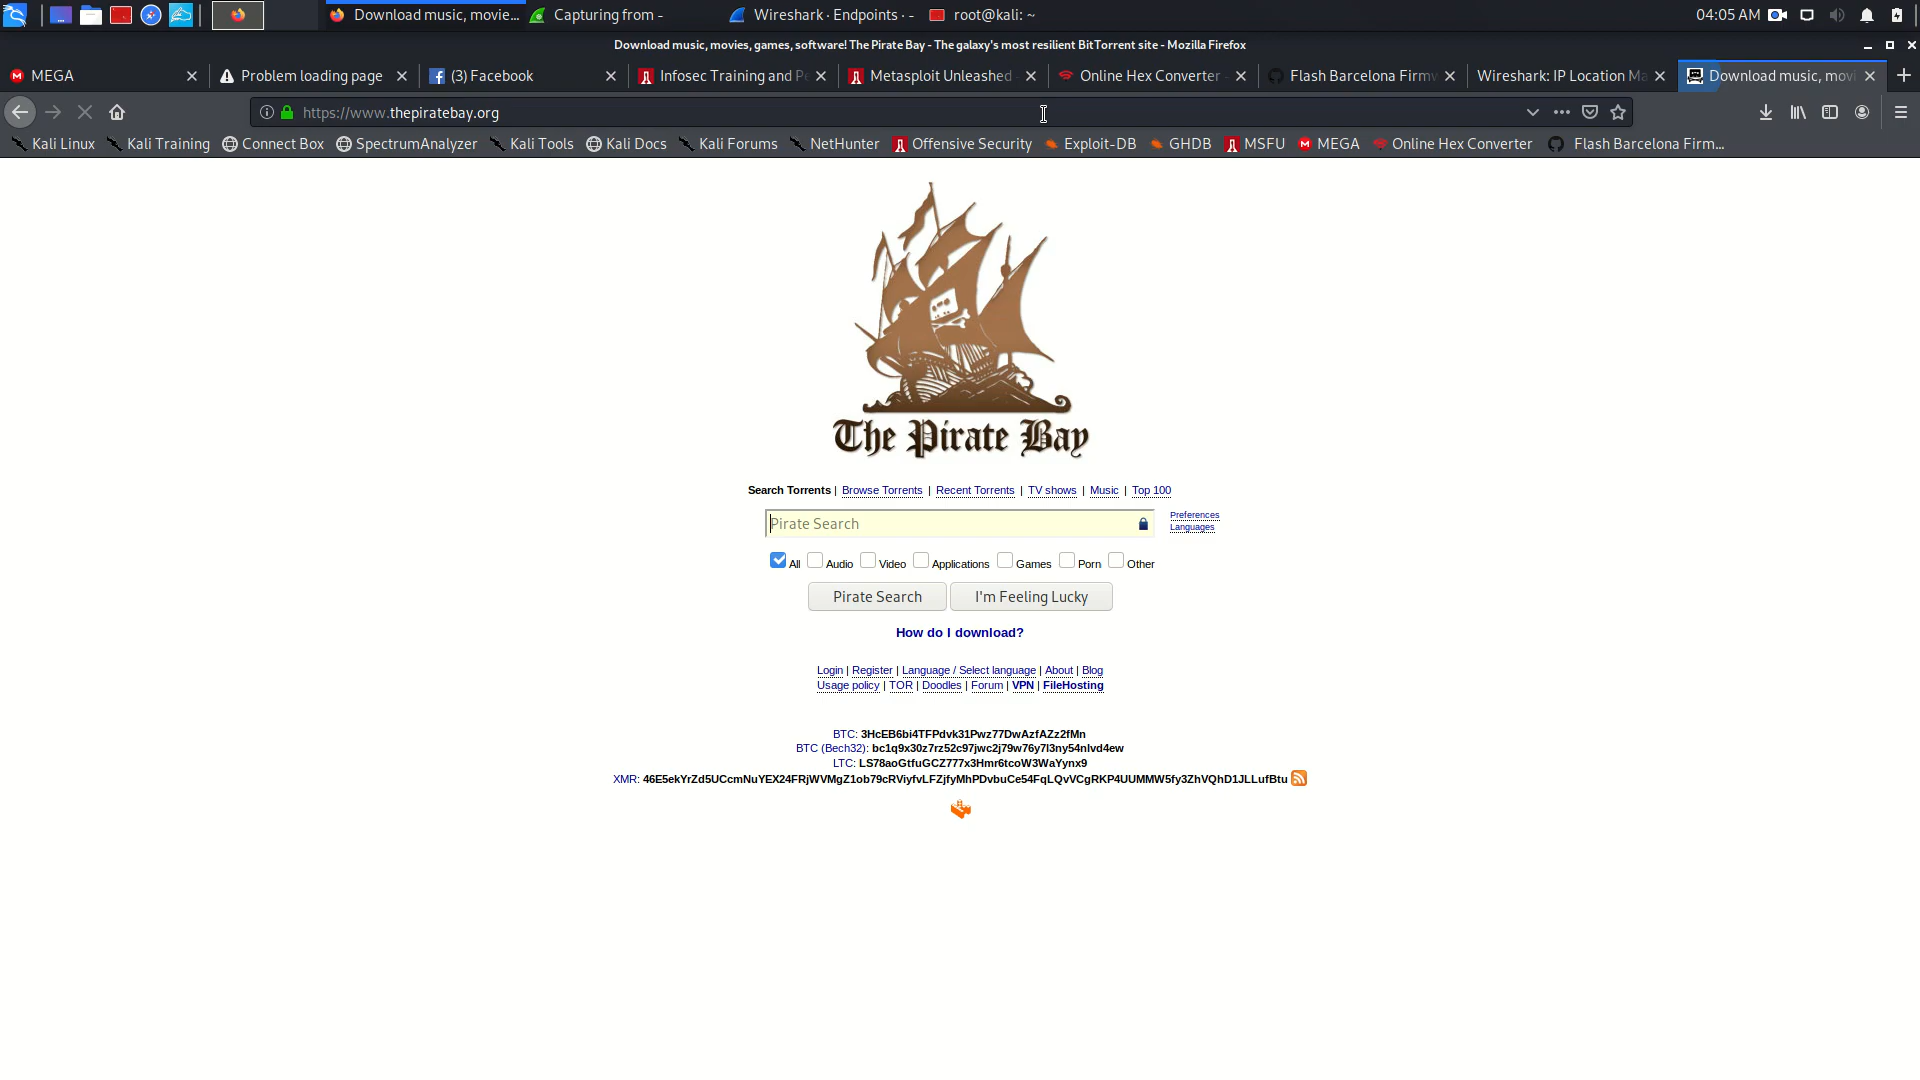 Download music, movie...
Capturing from -
Wireshark · Endpoints · -
root@kali: ~
04:05 AM
Download music, movies, games, software! The Pirate Bay - The galaxy's most resilient BitTorrent site - Mozilla Firefox
MEGA
Problem loading page
(3) Facebook
Infosec Training and Pe
Metasploit Unleashed -
Online Hex Converter -
Flash Barcelona Firmw
Wireshark: IP Location Ma
Download music, movi
https://www.thepiratebay.org
Kali Linux
Kali Training
Connect Box
SpectrumAnalyzer
Kali Tools
Kali Docs
Kali Forums
NetHunter
Offensive Security
Exploit-DB
GHDB
MSFU
MEGA
Online Hex Converter
Flash Barcelona Firm...
The Pirate Bay
Search Torrents | Browse Torrents | Recent Torrents | TV shows | Music | Top 100
Pirate Search
Preferences
Languages
All Audio Video Applications Games Porn Other
Pirate Search I'm Feeling Lucky
How do I download?
Login | Register | Language / Select language | About | Blog
Usage policy | TOR | Doodles | Forum | VPN | FileHosting
BTC: 3HcEB6bi4TFPdvk31Pwz77DwAzfAZz2fMn
BTC (Bech32): bc1q9x30z7rz52c97jwc2j79w76y7l3ny54nlvd4ew
LTC: LS78aoGtfuGCZ777x3Hmr6tcoW3WaYynx9
XMR: 46E5ekYrZd5UCcmNuYEX24FRjWVMgZ1ob79cRViyfvLFZjfyMhPDvbuCe54FqLQvVCgRKP4UUMMW5fy3ZhVQhD1JLLufBtu